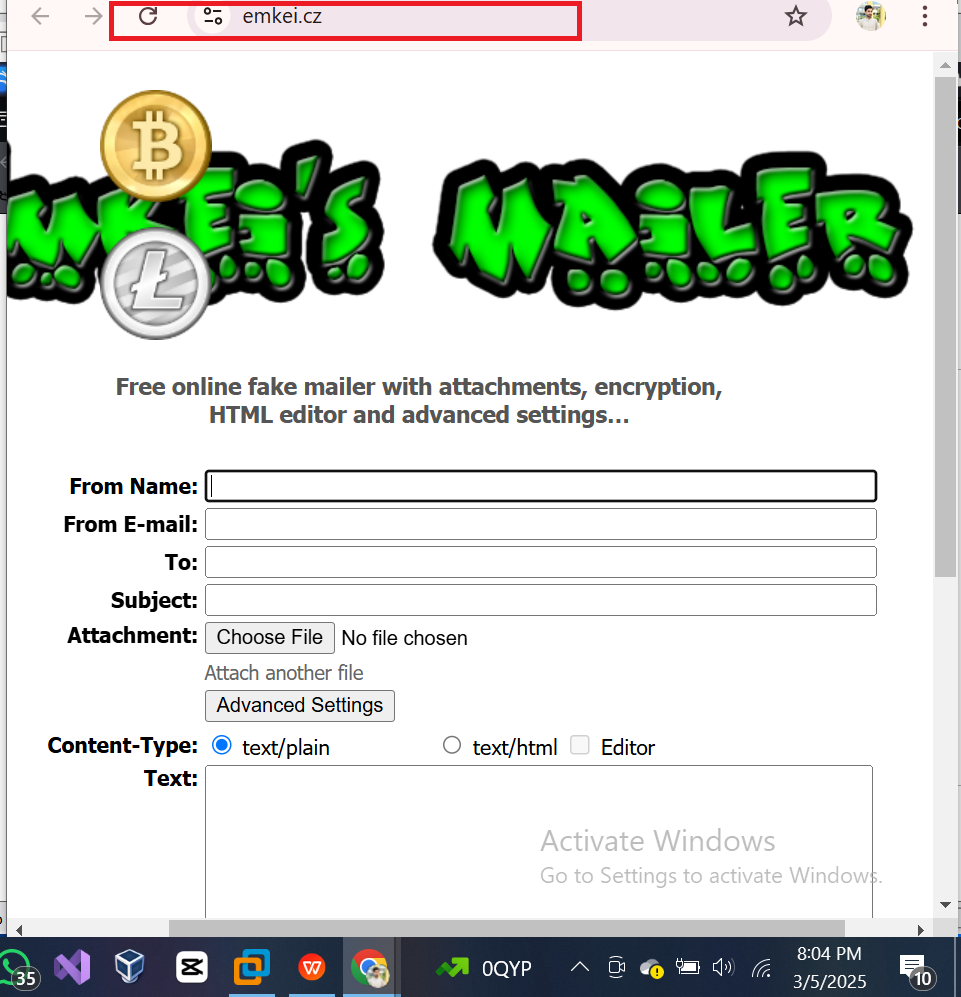 emkei.cz
MKEi's MAiLER
Free online fake mailer with attachments, encryption,
HTML editor and advanced settings…
From Name:
From E-mail:
To:
Subject:
Attachment: Choose File No file chosen
Attach another file
Advanced Settings
Content-Type: text/plain text/html Editor
Text:
Activate Windows
Go to Settings to activate Windows.
35 W 0QYP 8:04 PM
3/5/2025 10